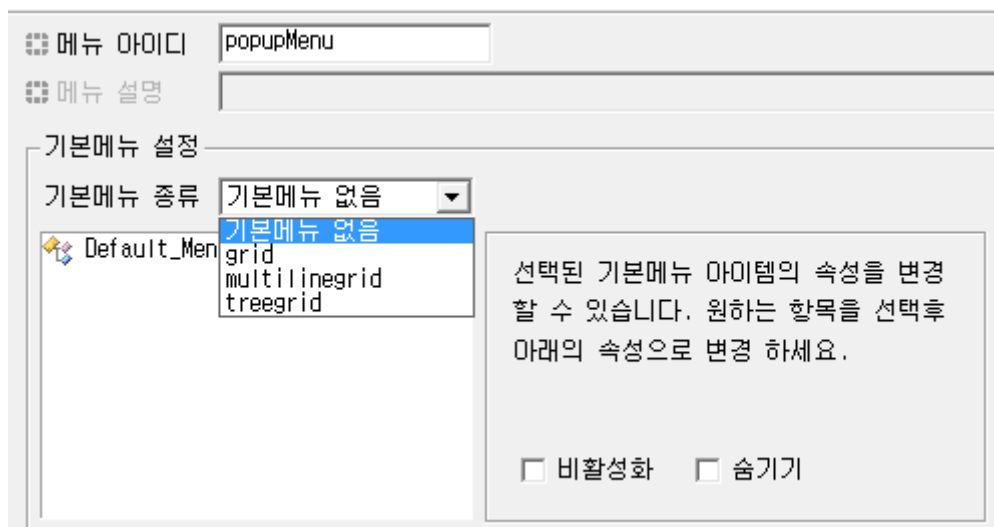 메뉴 아이디 popupMenu
메뉴 설명
기본메뉴 설정
기본메뉴 종류 기본메뉴 없음
기본메뉴 없음
grid
multilinegrid
treegrid
Default_Men
선택된 기본메뉴 아이템의 속성을 변경
할 수 있습니다. 원하는 항목을 선택후
아래의 속성으로 변경 하세요.
비활성화 숨기기